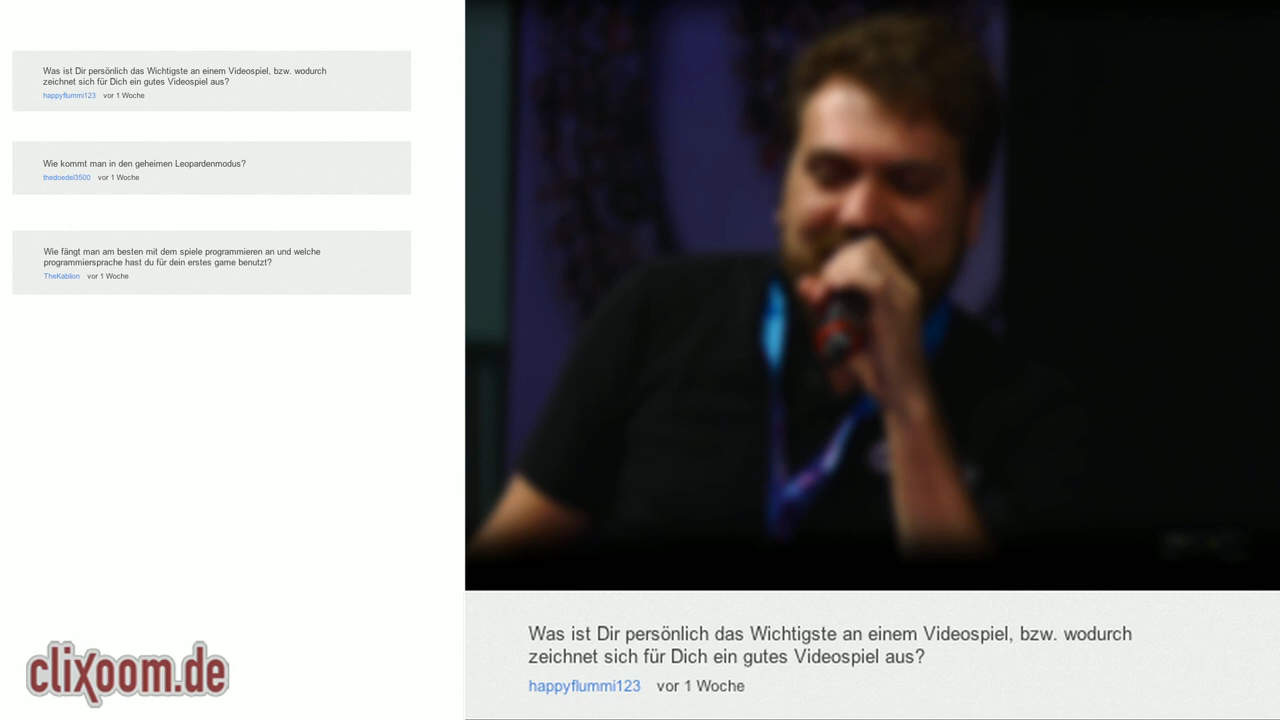 Was ist Dir persönlich das Wichtigste an einem Videospiel, bzw. wodurch
zeichnet sich für Dich ein gutes Videospiel aus?
happyflummi123 vor 1 Woche
Wie kommt man in den geheimen Leopardenmodus?
thedoedel3500 vor 1 Woche
Wie fängt man am besten mit dem spiele programmieren an und welche
programmiersprache hast du für dein erstes game benutzt?
TheKablion vor 1 Woche
clixoom.de
Was ist Dir persönlich das Wichtigste an einem Videospiel, bzw. wodurch
zeichnet sich für Dich ein gutes Videospiel aus?
happyflummi123 vor 1 Woche